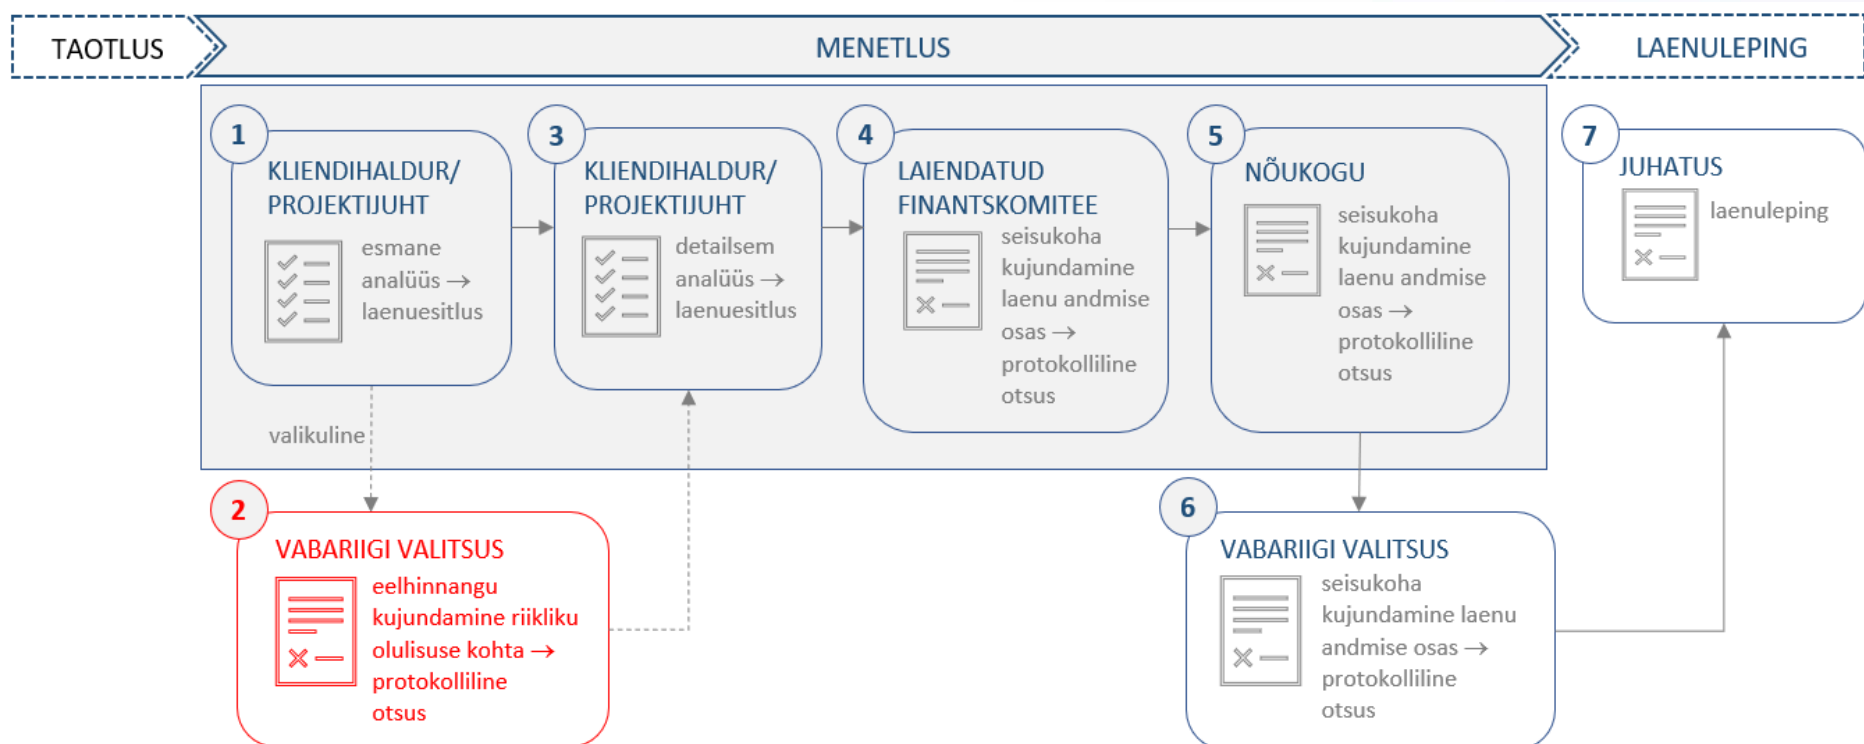 TAOTLUS
MENETLUS
LAENULEPING
1
KLIENDIHALDUR/
PROJEKTIJUHT
esmane
analüüs →
laenuesitlus
valikuline
2
VABARIIGI VALITSUS
eelhinnangu
kujundamine riikliku
olulisuse kohta →
protokolliline
otsus
3
KLIENDIHALDUR/
PROJEKTIJUHT
detailsem
analüüs →
laenuesitlus
4
LAIENDATUD
FINANTSKOMITEE
seisukoha
kujundamine
laenu andmise
osas →
protokolliline
otsus
5
NÕUKOGU
seisukoha
kujundamine
laenu andmise
osas →
protokolliline
otsus
6
VABARIIGI VALITSUS
seisukoha
kujundamine laenu
andmise osas →
protokolliline
otsus
7
JUHATUS
laenuleping